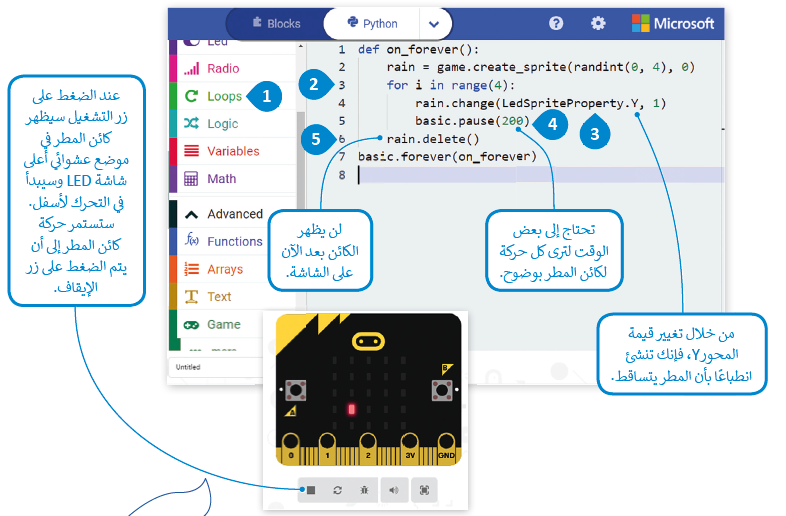 Blocks
Python
Microsoft
Led
Radio
Loops
Logic
Variables
Math
Advanced
Functions
Arrays
Text
Game
Untitled
1 def on_forever():
2 rain = game.create_sprite(randint(0, 4), 0)
3 for i in range(4):
4 rain.change(LedSpriteProperty.Y, 1)
5 basic.pause(200)
6 rain.delete()
7 basic.forever(on_forever)
8
1
2
3
4
5
عند الضغط على
زر التشغيل سيظهر
كائن المطر في
موضع عشوائي أعلى
شاشة LED وسيبدأ
في التحرك لأسفل.
ستستمر حركة
كائن المطر إلى أن
يتم الضغط على زر
الإيقاف.
لن يظهر
الكائن بعد الآن
على الشاشة.
تحتاج إلى بعض
الوقت لترى كل حركة
لكائن المطر بوضوح.
من خلال تغيير قيمة
المحورY، فإنك تنشئ
انطباعًا بأن المطر يتساقط.
A
B
0 1 2 3V GND